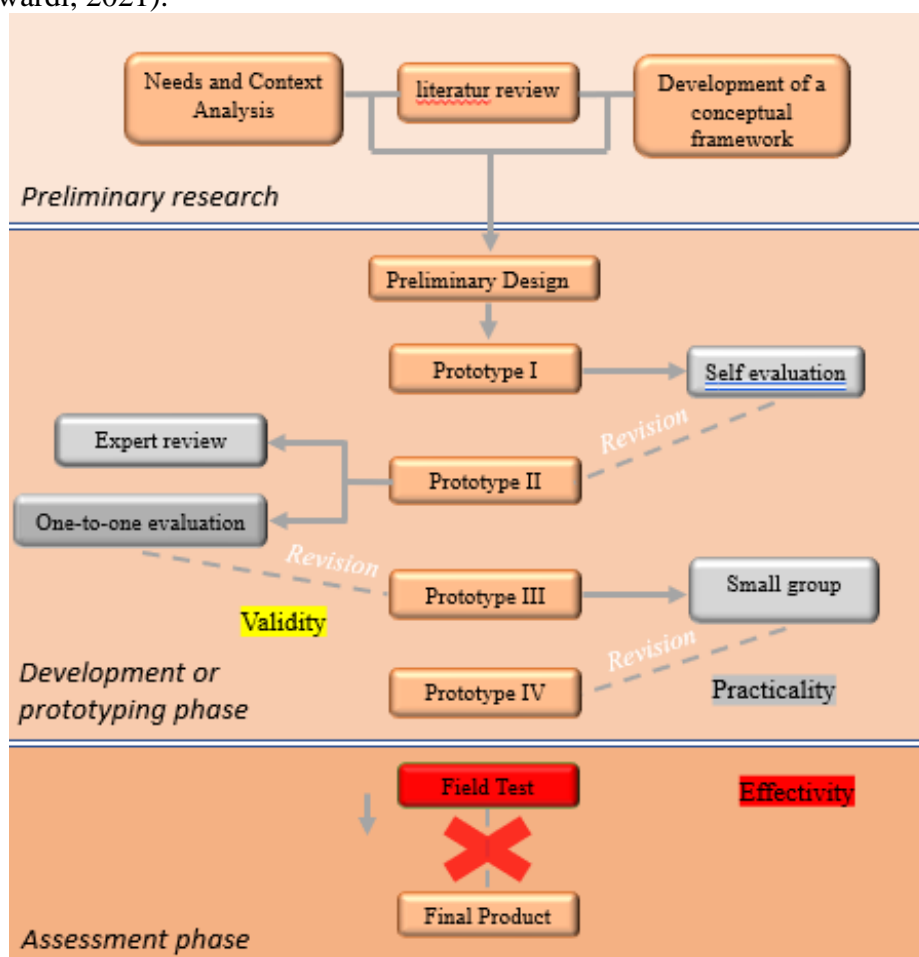 wardi, 2021).
Needs and Context
Analysis
literatur review
Development of a
conceptual
framework
Preliminary research
Preliminary Design
Prototype I
Self evaluation
Revision
Expert review
Prototype II
One-to-one evaluation
Revision
Prototype III
Small group
Validity
Revision
Development or
prototyping phase
Prototype IV
Practicality
Field Test
Effectivity
Final Product
Assessment phase